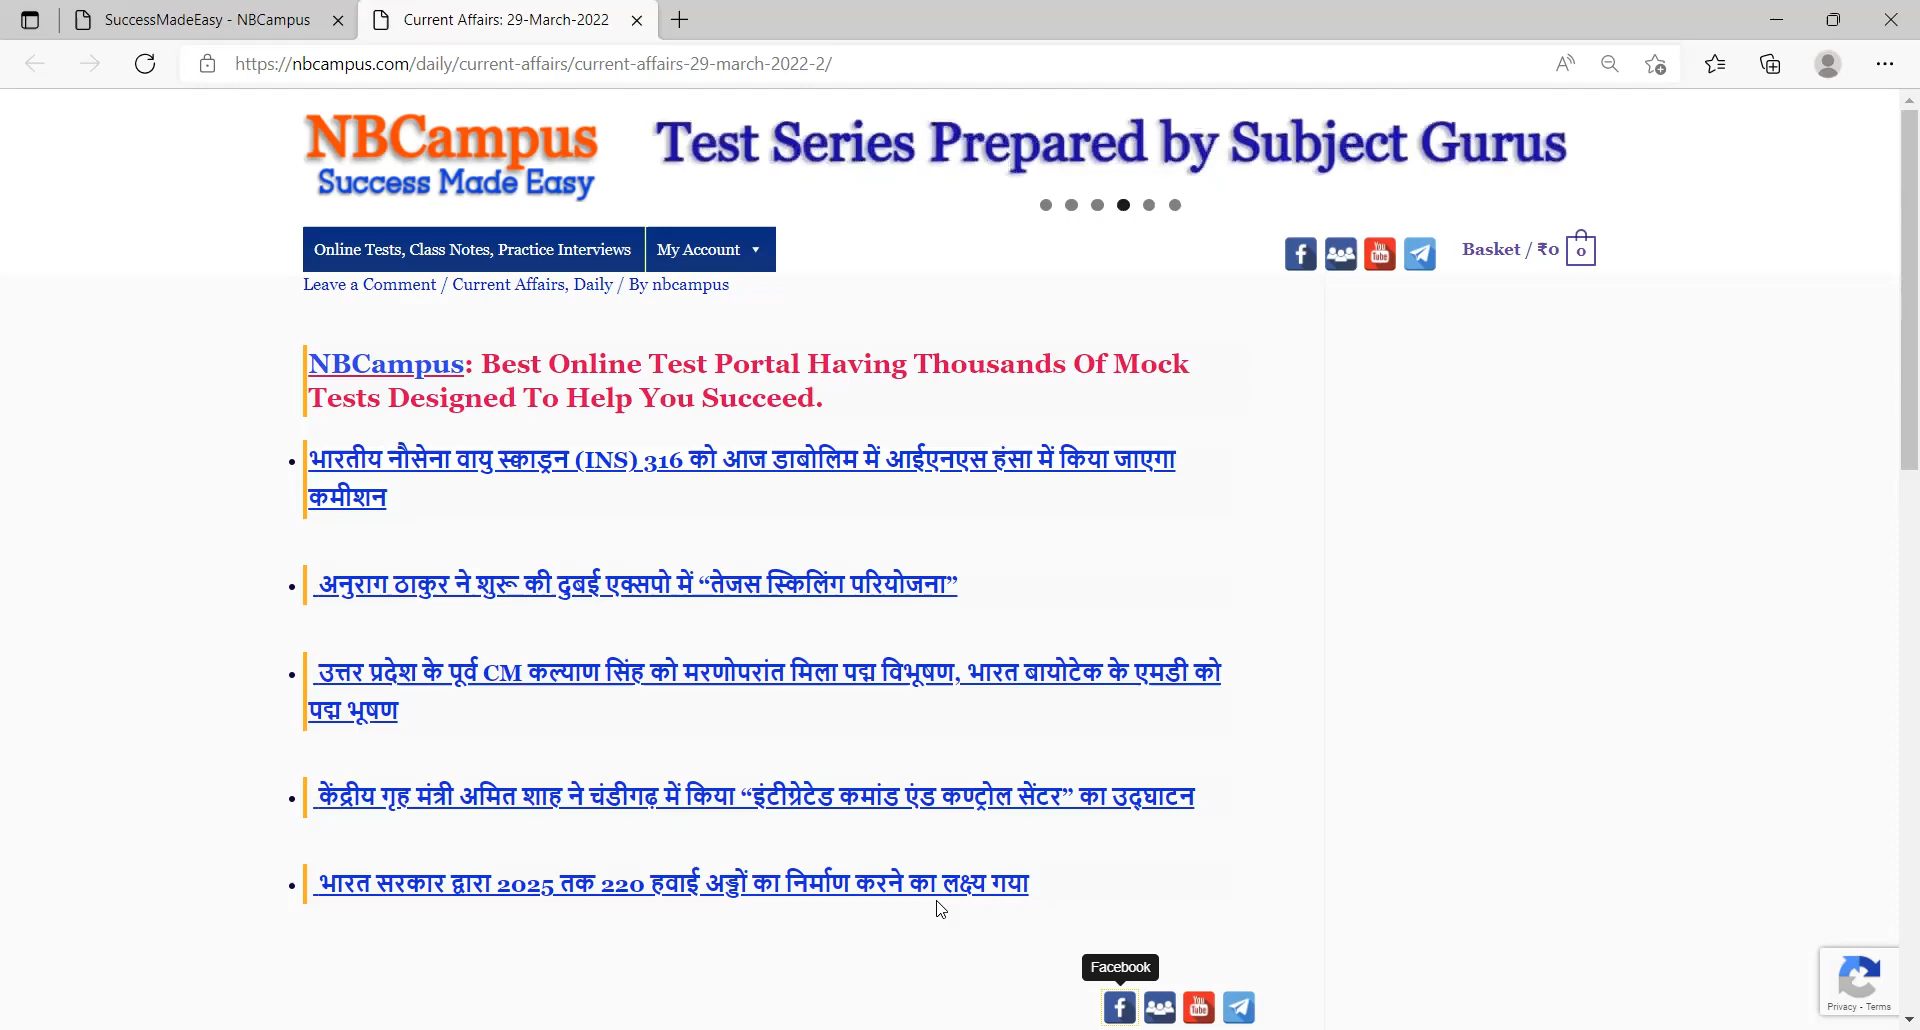 SuccessMadeEasy - NBCampus
Current Affairs: 29-March-2022
https://nbcampus.com/daily/current-affairs/current-affairs-29-march-2022-2/
NBCampus
Success Made Easy
Test Series Prepared by Subject Gurus
Online Tests, Class Notes, Practice Interviews
My Account
Basket / ₹0
0
Leave a Comment / Current Affairs, Daily / By nbcampus
NBCampus: Best Online Test Portal Having Thousands Of Mock
Tests Designed To Help You Succeed.
भारतीय नौसेना वायु स्काड्रन (INS) 316 को आज डाबोलिम में आईएनएस हंसा में किया जाएगा
कमीशन
अनुराग ठाकुर ने शुरू की दुबई एक्सपो में “तेजस स्किलिंग परियोजना”
उत्तर प्रदेश के पूर्व CM कल्याण सिंह को मरणोपरांत मिला पद्म विभूषण, भारत बायोटेक के एमडी को
पद्म भूषण
केंद्रीय गृह मंत्री अमित शाह ने चंडीगढ़ में किया “इंटीग्रेटेड कमांड एंड कण्ट्रोल सेंटर” का उद्घाटन
भारत सरकार द्वारा 2025 तक 220 हवाई अड्डों का निर्माण करने का लक्ष्य गया
Facebook
You Tube
Privacy - Terms